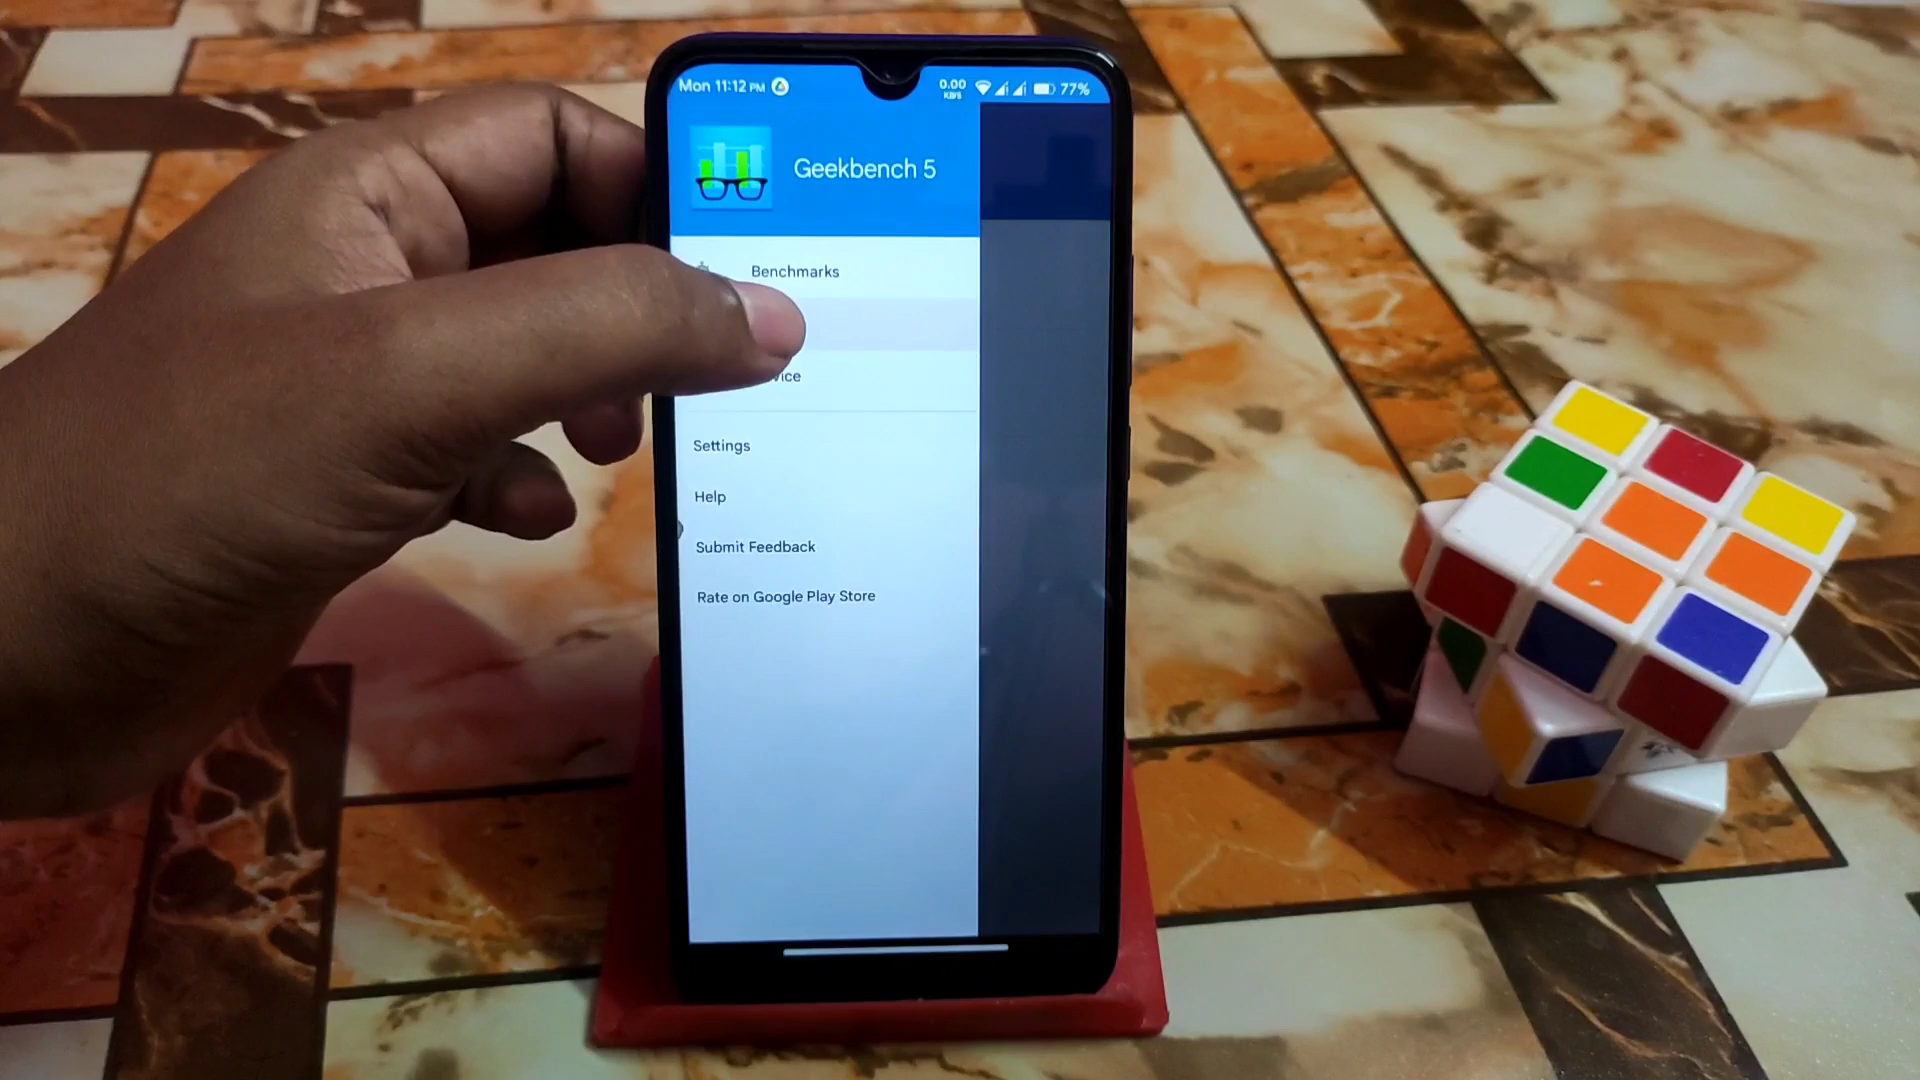 Mon 11:12 PM
0.00 KB/S
77%
Geekbench 5
Benchmarks
Settings
Help
Submit Feedback
Rate on Google Play Store